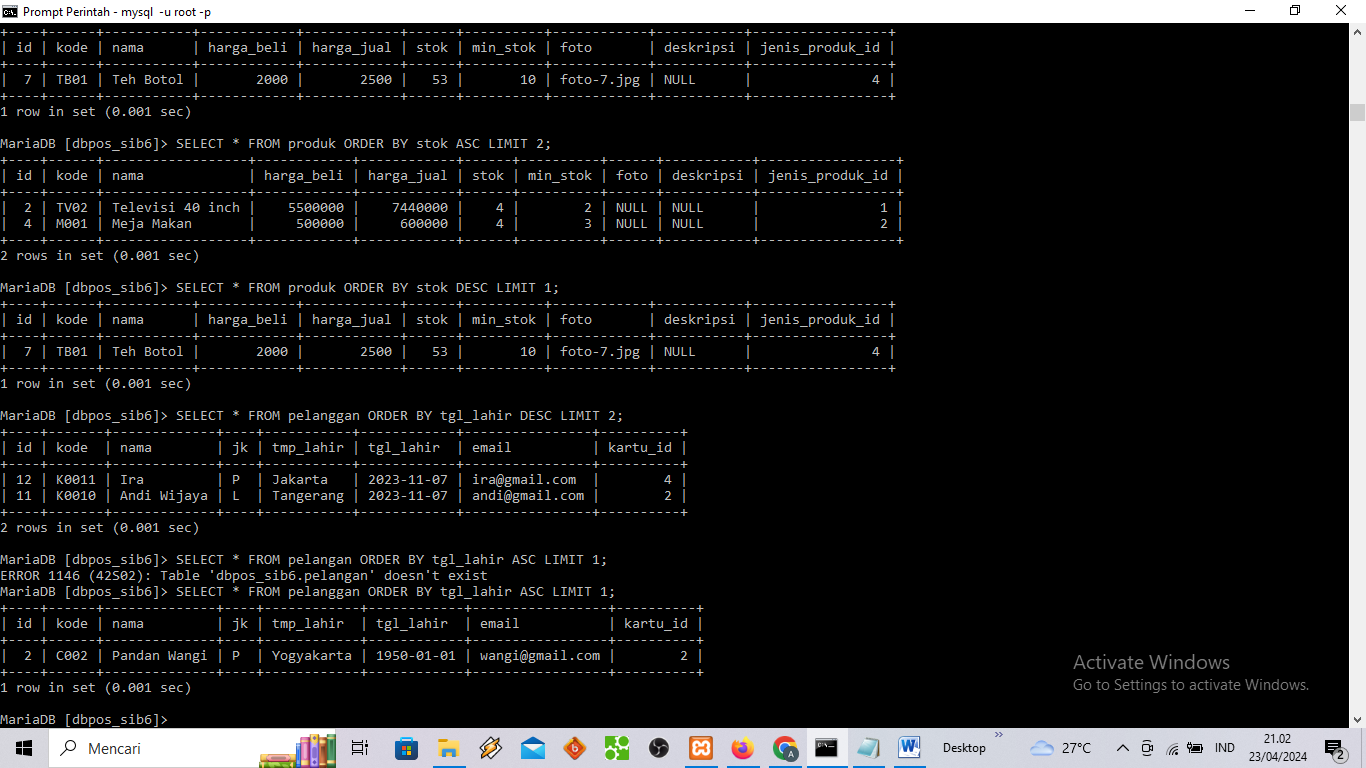 Prompt Perintah - mysql  -u root -p
+----+------+-----------+------------+------------+------+----------+------------+-----------+-----------------+
| id | kode | nama      | harga_beli | harga_jual | stok | min_stok | foto       | deskripsi | jenis_produk_id |
+----+------+-----------+------------+------------+------+----------+------------+-----------+-----------------+
|  7 | TB01 | Teh Botol |       2000 |       2500 |   53 |       10 | foto-7.jpg | NULL      |               4 |
+----+------+-----------+------------+------------+------+----------+------------+-----------+-----------------+
1 row in set (0.001 sec)

MariaDB [dbpos_sib6]> SELECT * FROM produk ORDER BY stok ASC LIMIT 2;
+----+------+------------------+------------+------------+------+----------+------+-----------+-----------------+
| id | kode | nama             | harga_beli | harga_jual | stok | min_stok | foto | deskripsi | jenis_produk_id |
+----+------+------------------+------------+------------+------+----------+------+-----------+-----------------+
|  2 | TV02 | Televisi 40 inch |    5500000 |    7440000 |    4 |        2 | NULL | NULL      |               1 |
|  4 | M001 | Meja Makan       |     500000 |     600000 |    4 |        3 | NULL | NULL      |               2 |
+----+------+------------------+------------+------------+------+----------+------+-----------+-----------------+
2 rows in set (0.001 sec)

MariaDB [dbpos_sib6]> SELECT * FROM produk ORDER BY stok DESC LIMIT 1;
+----+------+-----------+------------+------------+------+----------+------------+-----------+-----------------+
| id | kode | nama      | harga_beli | harga_jual | stok | min_stok | foto       | deskripsi | jenis_produk_id |
+----+------+-----------+------------+------------+------+----------+------------+-----------+-----------------+
|  7 | TB01 | Teh Botol |       2000 |       2500 |   53 |       10 | foto-7.jpg | NULL      |               4 |
+----+------+-----------+------------+------------+------+----------+------------+-----------+-----------------+
1 row in set (0.001 sec)

MariaDB [dbpos_sib6]> SELECT * FROM pelanggan ORDER BY tgl_lahir DESC LIMIT 2;
+----+-------+-------------+----+-----------+------------+----------------+----------+
| id | kode  | nama        | jk | tmp_lahir | tgl_lahir  | email          | kartu_id |
+----+-------+-------------+----+-----------+------------+----------------+----------+
| 12 | K0011 | Ira         | P  | Jakarta   | 2023-11-07 | ira@gmail.com  |        4 |
| 11 | K0010 | Andi Wijaya | L  | Tangerang | 2023-11-07 | andi@gmail.com |        2 |
+----+-------+-------------+----+-----------+------------+----------------+----------+
2 rows in set (0.001 sec)

MariaDB [dbpos_sib6]> SELECT * FROM pelangan ORDER BY tgl_lahir ASC LIMIT 1;
ERROR 1146 (42S02): Table 'dbpos_sib6.pelangan' doesn't exist
MariaDB [dbpos_sib6]> SELECT * FROM pelanggan ORDER BY tgl_lahir ASC LIMIT 1;
+----+------+--------------+----+------------+------------+-----------------+----------+
| id | kode | nama         | jk | tmp_lahir  | tgl_lahir  | email           | kartu_id |
+----+------+--------------+----+------------+------------+-----------------+----------+
|  2 | C002 | Pandan Wangi | P  | Yogyakarta | 1950-01-01 | wangi@gmail.com |        2 |
+----+------+--------------+----+------------+------------+-----------------+----------+
1 row in set (0.001 sec)

MariaDB [dbpos_sib6]>
Activate Windows
Go to Settings to activate Windows.
Mencari
Desktop
27°C
IND
21.02
23/04/2024
2